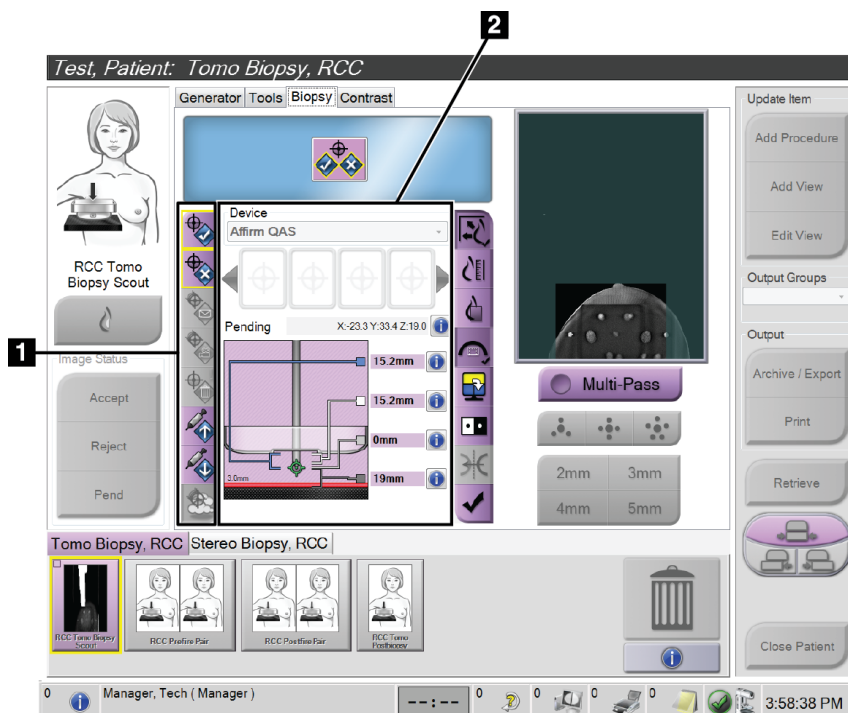 2
Test, Patient: Tomo Biopsy, RCC
Generator Tools Biopsy Contrast
Update Item
Add Procedure
Add View
Edit View
Output Groups
Output
Archive / Export
Print
Retrieve
Close Patient
RCC Tomo
Biopsy Scout
1
Image Status
Accept
Reject
Pend
Device
Affirm QAS
Pending X:-23.3 Y:33.4 Z:19.0
15.2mm
15.2mm
0mm
19mm
3.0mm
Multi-Pass
2mm 3mm
4mm 5mm
Tomo Biopsy, RCC Stereo Biopsy, RCC
RCC Tomo Biopsy
Scout
RCC Prefire Pair
RCC Postfire Pair
RCC Tomo
Postbiopsy
0 Manager, Tech ( Manager ) --:-- 0 0 0 0 3:58:38 PM